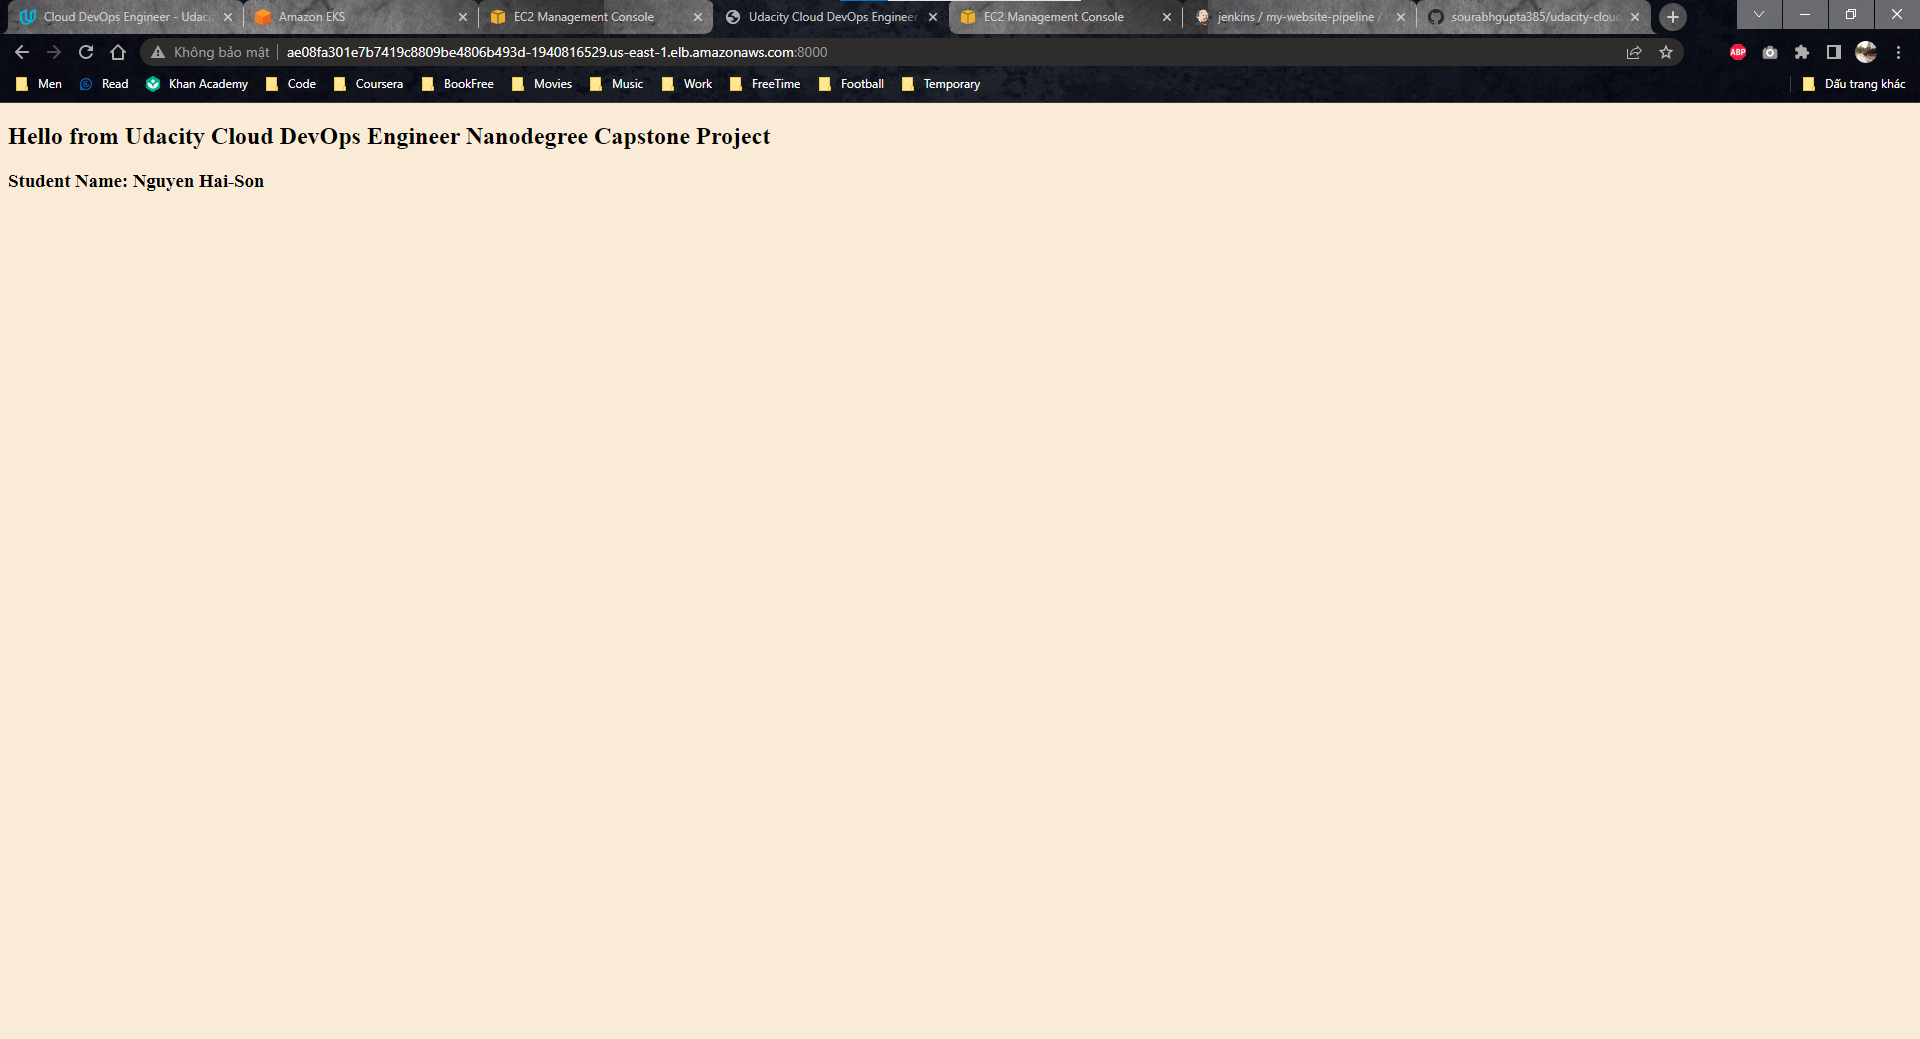 Cloud DevOps Engineer - Udaci
Amazon EKS
EC2 Management Console
Udacity Cloud DevOps Engineer
EC2 Management Console
jenkins / my-website-pipeline /
sourabhgupta385/udacity-clou
Không bảo mật
ae08fa301e7b7419c8809be4806b493d-1940816529.us-east-1.elb.amazonaws.com:8000
ABP
Men
Read
Khan Academy
Code
Coursera
BookFree
Movies
Music
Work
FreeTime
Football
Temporary
Dấu trang khác
Hello from Udacity Cloud DevOps Engineer Nanodegree Capstone Project
Student Name: Nguyen Hai-Son